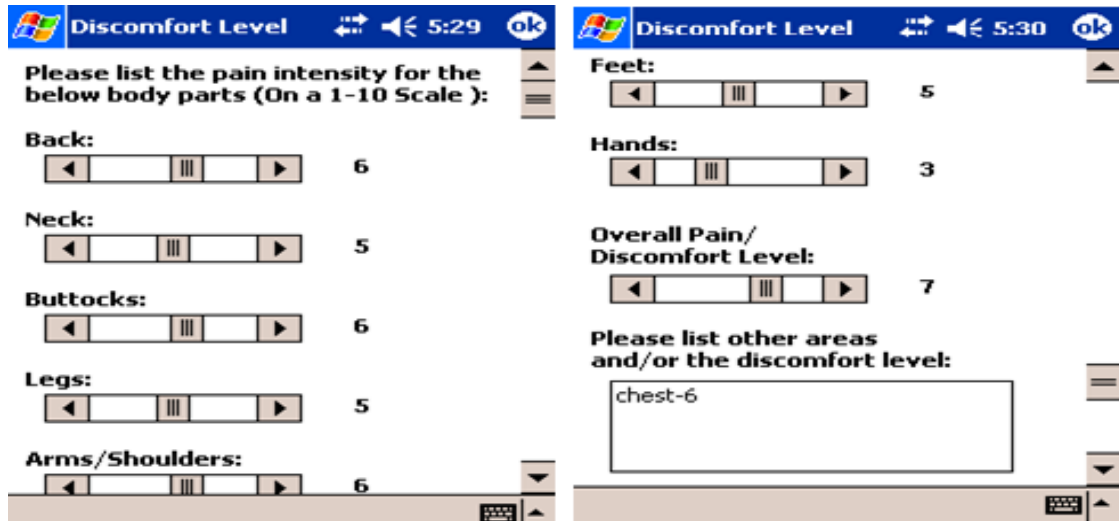 Discomfort Level 5:29 ok
Please list the pain intensity for the
below body parts (On a 1-10 Scale ):
Back:
6
Neck:
5
Buttocks:
6
Legs:
5
Arms/Shoulders:
6
Discomfort Level 5:30 ok
Feet:
5
Hands:
3
Overall Pain/
Discomfort Level:
7
Please list other areas
and/or the discomfort level:
chest-6